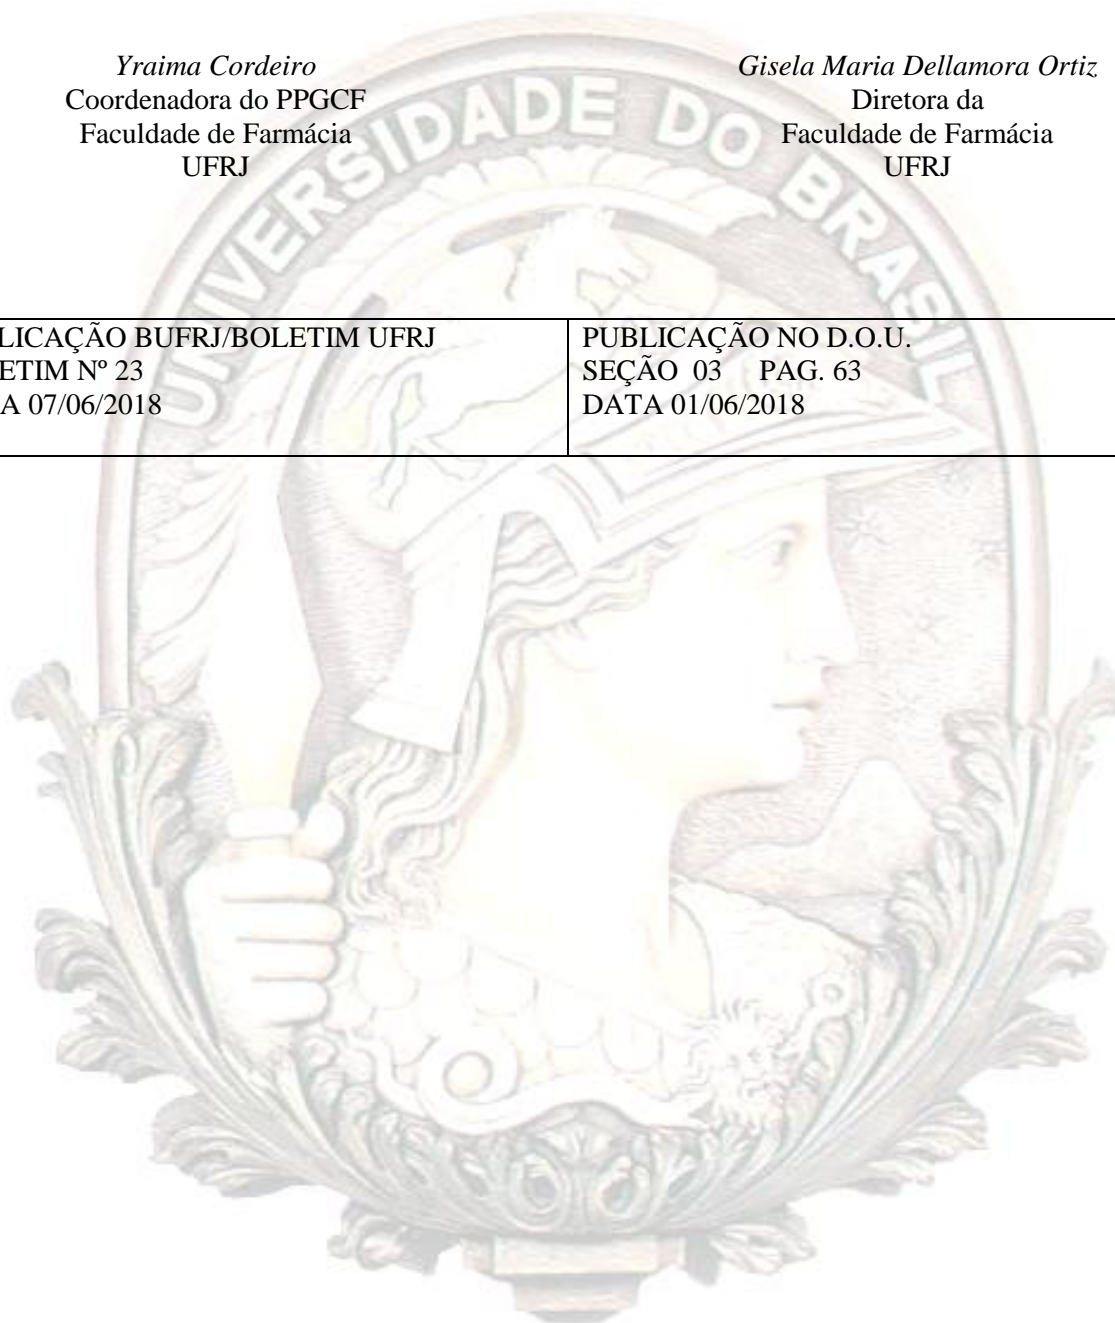 Yraima Cordeiro
Coordenadora do PPGCF
Faculdade de Farmácia
UFRJ
Gisela Maria Dellamora Ortiz
Diretora da
Faculdade de Farmácia
UFRJ
UNIVERSIDADE DO BRASIL
LICAÇÃO BUFRJ/BOLETIM UFRJ
ETIM Nº 23
A 07/06/2018
PUBLICAÇÃO NO D.O.U.
SEÇÃO 03 PAG. 63
DATA 01/06/2018